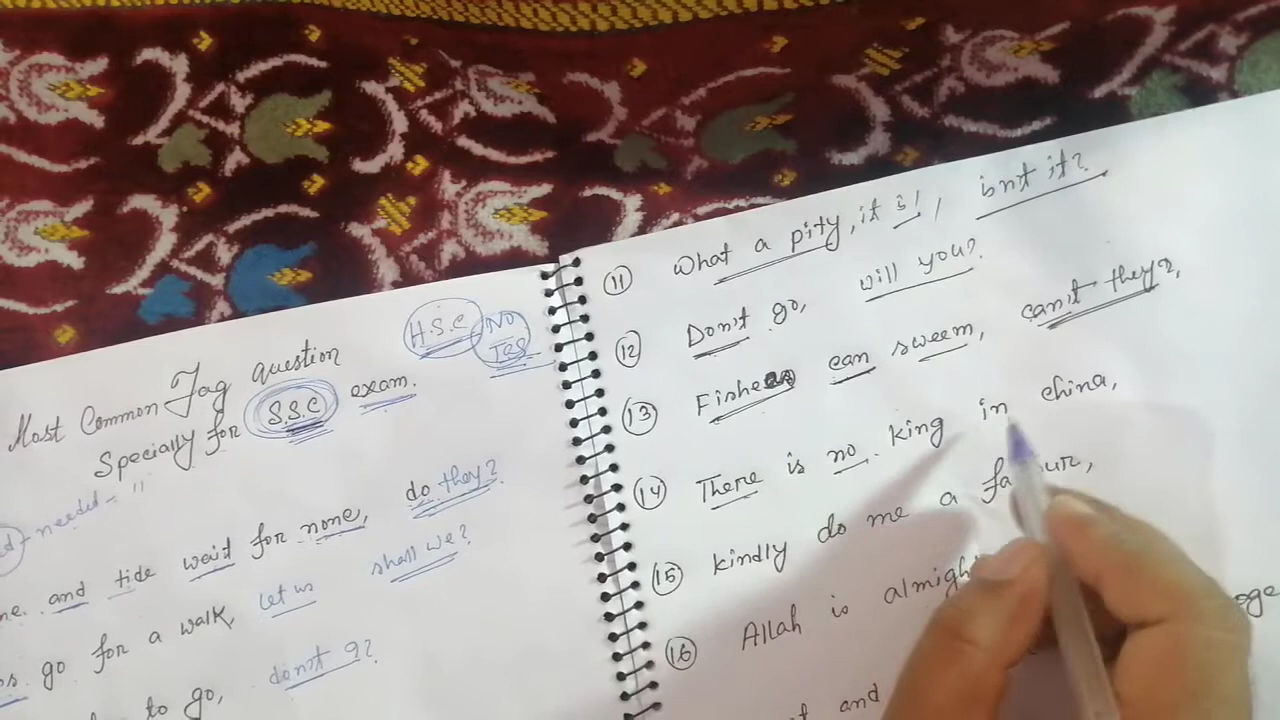 H.S.C No
Tag
Most Common Tag question
Specially for S.S.C exam.
needed-"
and tide wait for none, do they?
go for a walk, Let us shall we?
to go, don't I?
11 What a pity, it is!, isn't it?
12 Don't go, will you?
13 Fishe can sweem, can't they?,
14 There is no king in china,
15 Kindly do me a
16 Allah is
and